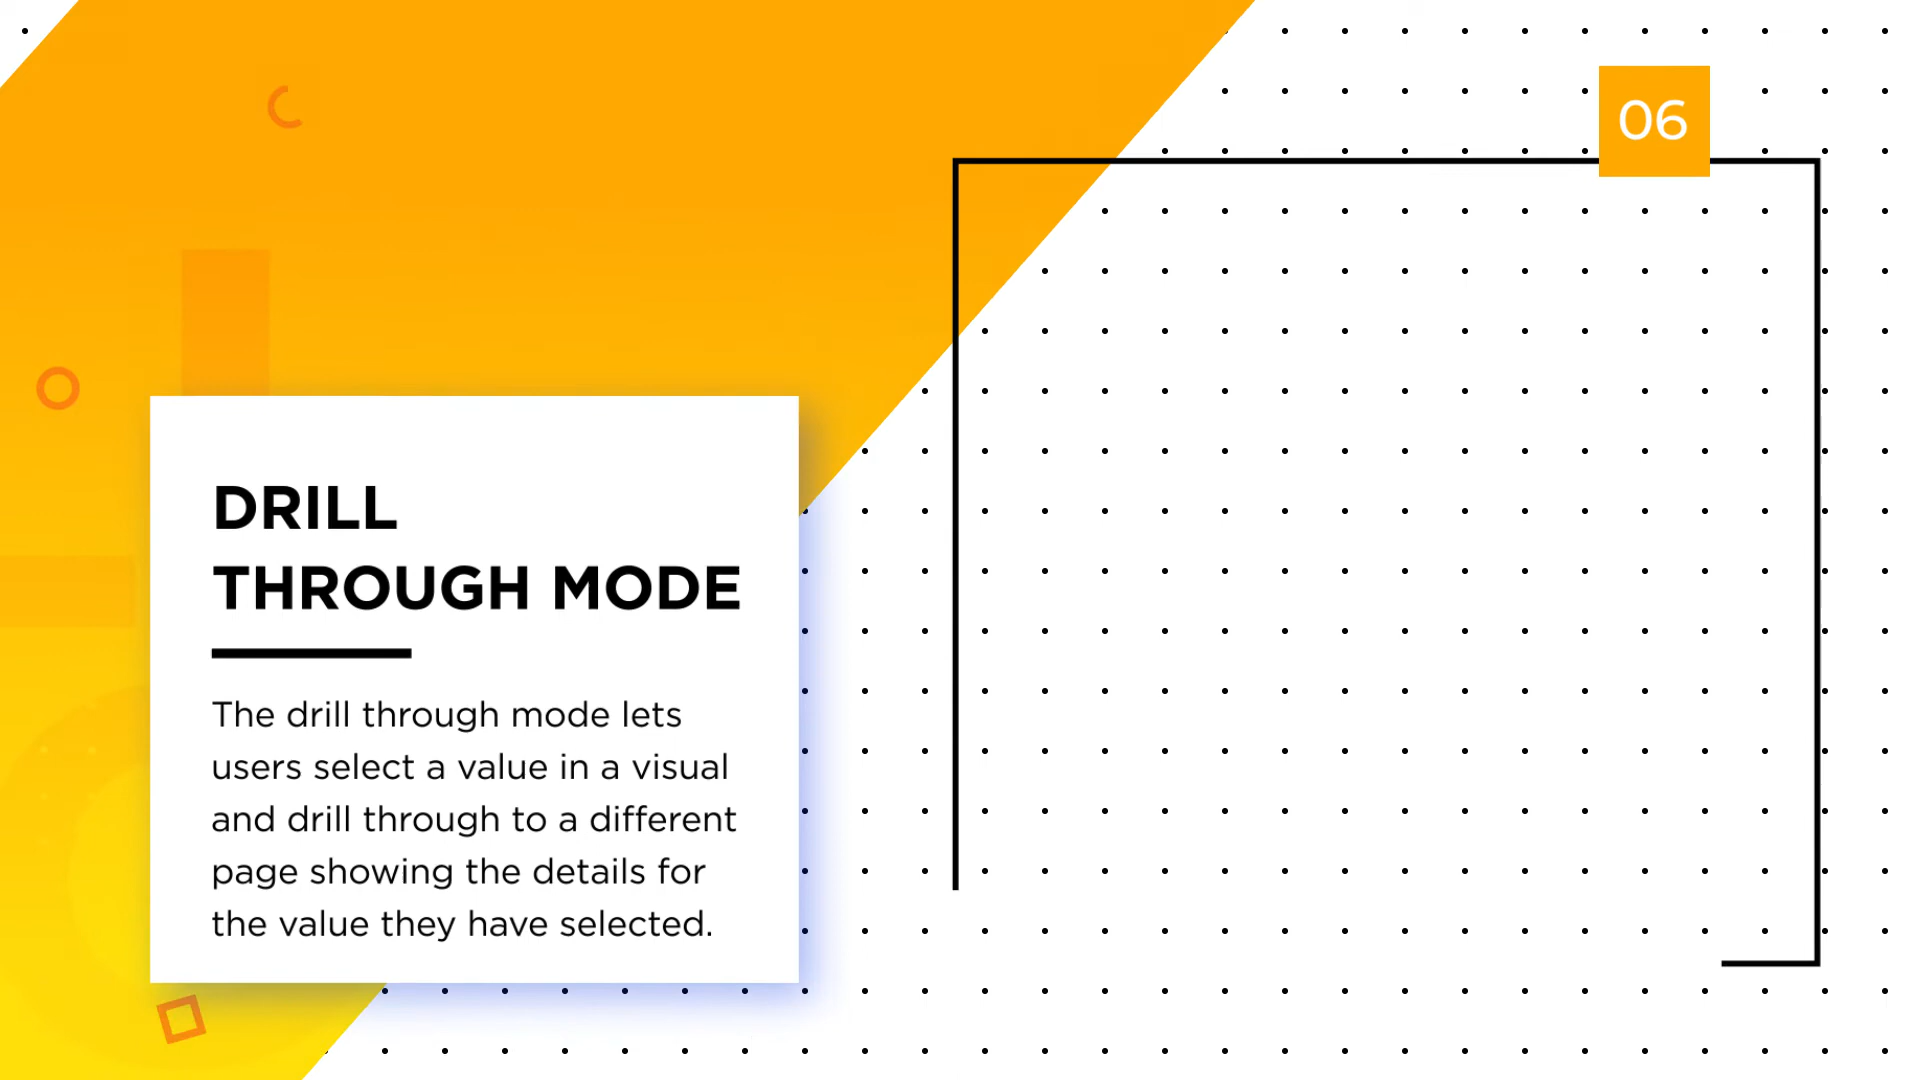 06
DRILL
THROUGH MODE
The drill through mode lets
users select a value in a visual
and drill through to a different
page showing the details for
the value they have selected.